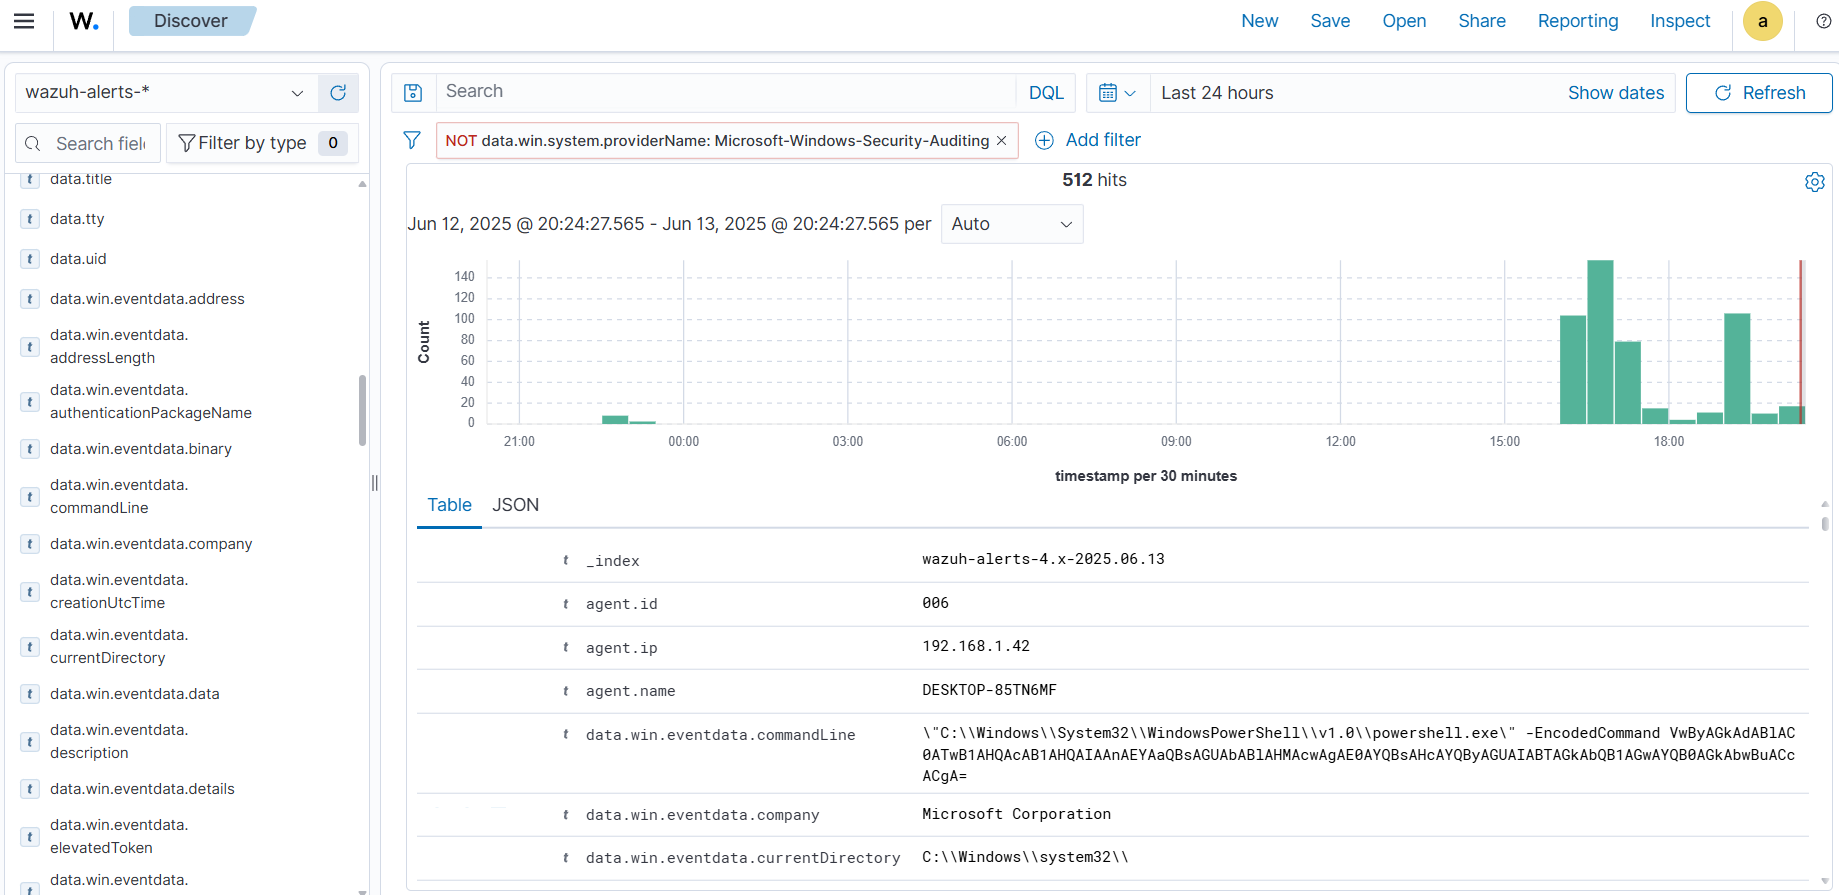 W.
Discover
New
Save
Open
Share
Reporting
Inspect
a
wazuh-alerts-*
Search
DQL
Last 24 hours
Show dates
Refresh
Search fiel
Filter by type
0
NOT data.win.system.providerName: Microsoft-Windows-Security-Auditing
Add filter
t data.title
t data.tty
t data.uid
t data.win.eventdata.address
t data.win.eventdata.
addressLength
t data.win.eventdata.
authenticationPackageName
t data.win.eventdata.binary
t data.win.eventdata.
commandLine
t data.win.eventdata.company
t data.win.eventdata.
creationUtcTime
t data.win.eventdata.
currentDirectory
t data.win.eventdata.data
t data.win.eventdata.
description
t data.win.eventdata.details
t data.win.eventdata.
elevatedToken
t data.win.eventdata.
512 hits
Jun 12, 2025 @ 20:24:27.565 - Jun 13, 2025 @ 20:24:27.565 per
Auto
Count
140
120
100
80
60
40
20
0
21:00 00:00 03:00 06:00 09:00 12:00 15:00 18:00
timestamp per 30 minutes
Table JSON
t _index wazuh-alerts-4.x-2025.06.13
t agent.id 006
t agent.ip 192.168.1.42
t agent.name DESKTOP-85TN6MF
t data.win.eventdata.commandLine \"C:\\Windows\\System32\\WindowsPowerShell\\v1.0\\powershell.exe\" -EncodedCommand VwByAGkAdABlAC
0ATwB1AHQAcAB1AHQAIAAnAEYAaQBsAGUAbABlAHMAcwAgAE0AYQBsAHcAYQByAGUAIABTAGkAbQB1AGwAYQB0AGkAbwBuACc
ACgA=
t data.win.eventdata.company Microsoft Corporation
t data.win.eventdata.currentDirectory C:\\Windows\\system32\\